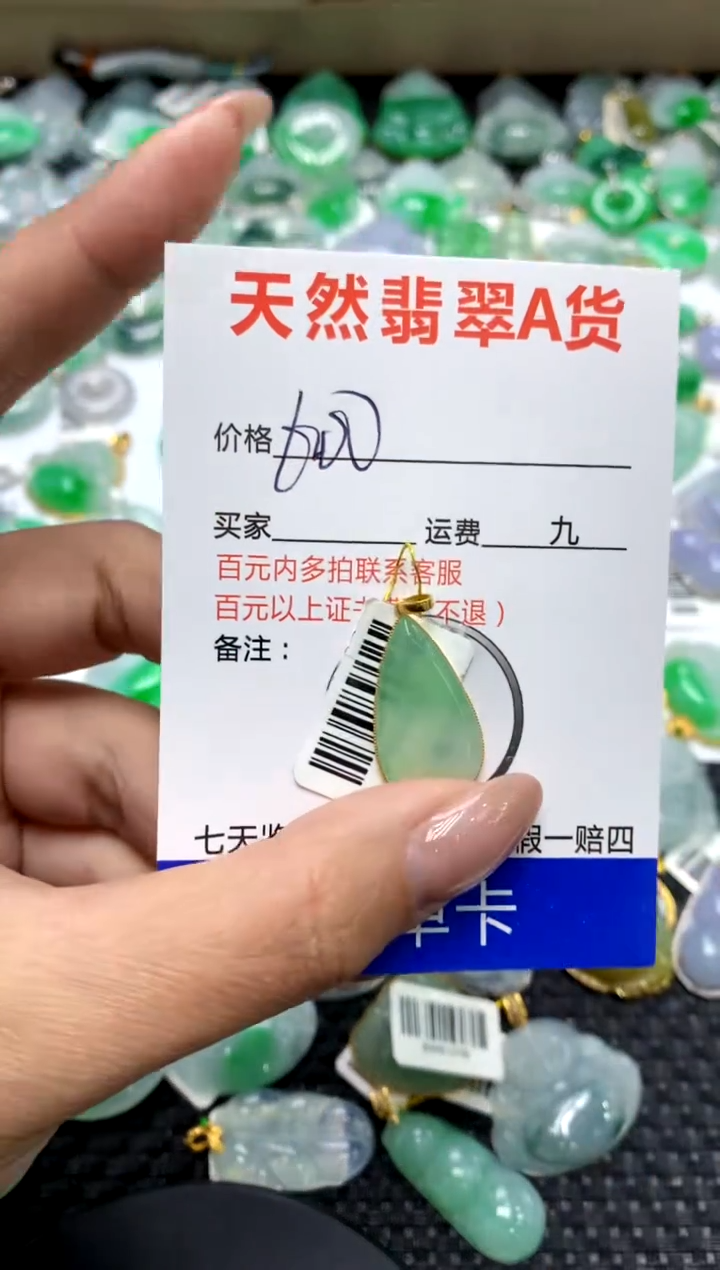 天然翡翠A货
价格
买家 运费 九
百元内多拍联系客服
百元以上证 不退）
备注：
七天 假一赔四
单卡